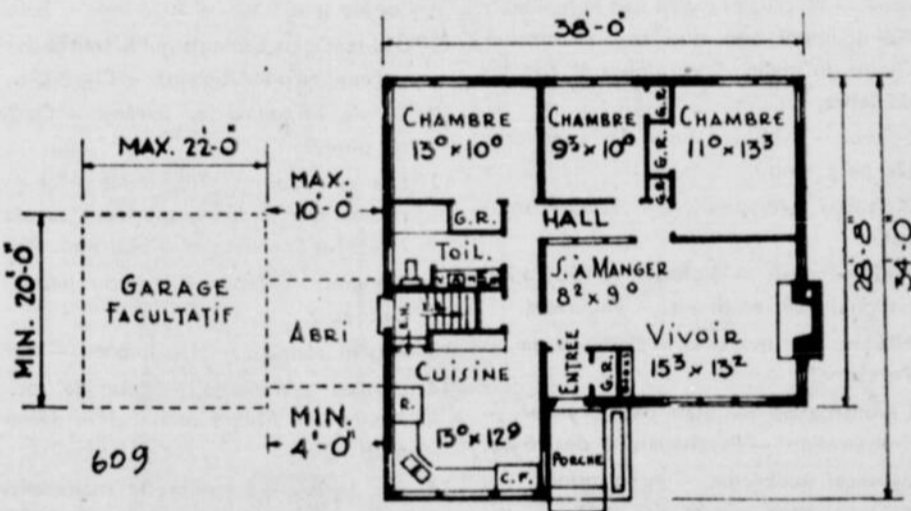 38'-0"
CHAMBRE
13⁰ x 10⁰
CHAMBRE
9³ x 10⁰
G.R.
G.R.
G.R.
CHAMBRE
11⁰ x 13³
MAX. 22'-0"
MAX.
10'-0"
G.R.
HALL
TOIL.
S. À MANGER
8² x 9⁰
MIN. 20'-0"
GARAGE
FACULTATIF
ABRI
VIVOIR
15³ x 13²
28'-8"
34'-0"
CUISINE
ENTRÉE
G.R.
R.
13⁰ x 12⁹
MIN.
4'-0"
C.F.
PORCHE
609